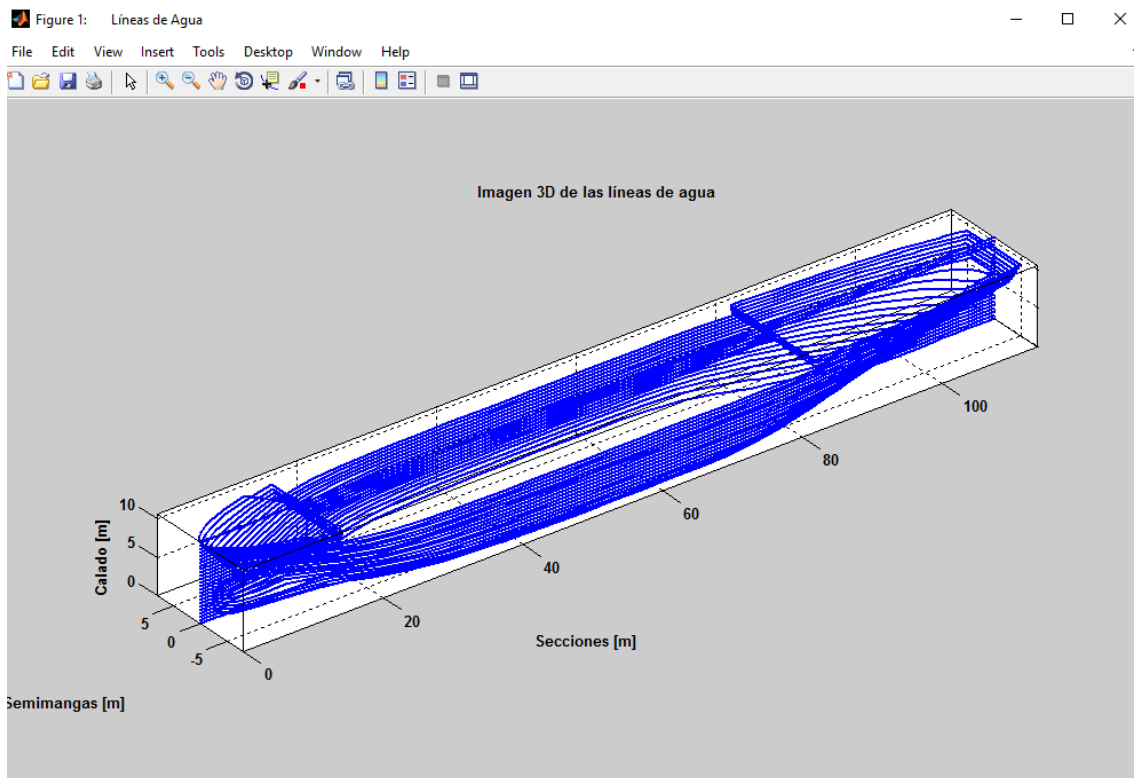 Figure 1: Líneas de Agua
File Edit View Insert Tools Desktop Window Help
Imagen 3D de las líneas de agua
10
5
0
Calado [m]
5
0
-5
Semimangas [m]
0
20
40
60
80
100
Secciones [m]